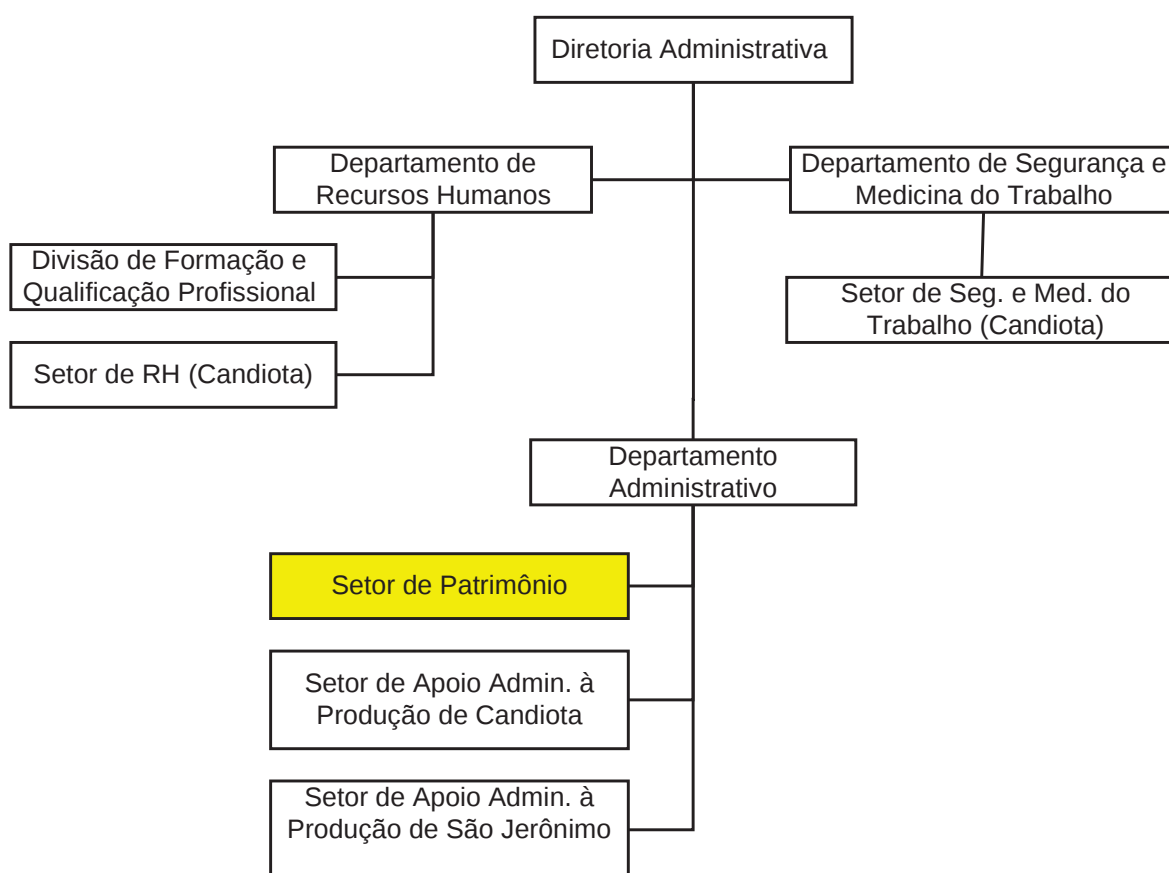 Diretoria Administrativa
Departamento de
Recursos Humanos
Departamento de Segurança e
Medicina do Trabalho
Divisão de Formação e
Qualificação Profissional
Setor de Seg. e Med. do
Trabalho (Candiota)
Setor de RH (Candiota)
Departamento
Administrativo
Setor de Patrimônio
Setor de Apoio Admin. à
Produção de Candiota
Setor de Apoio Admin. à
Produção de São Jerônimo